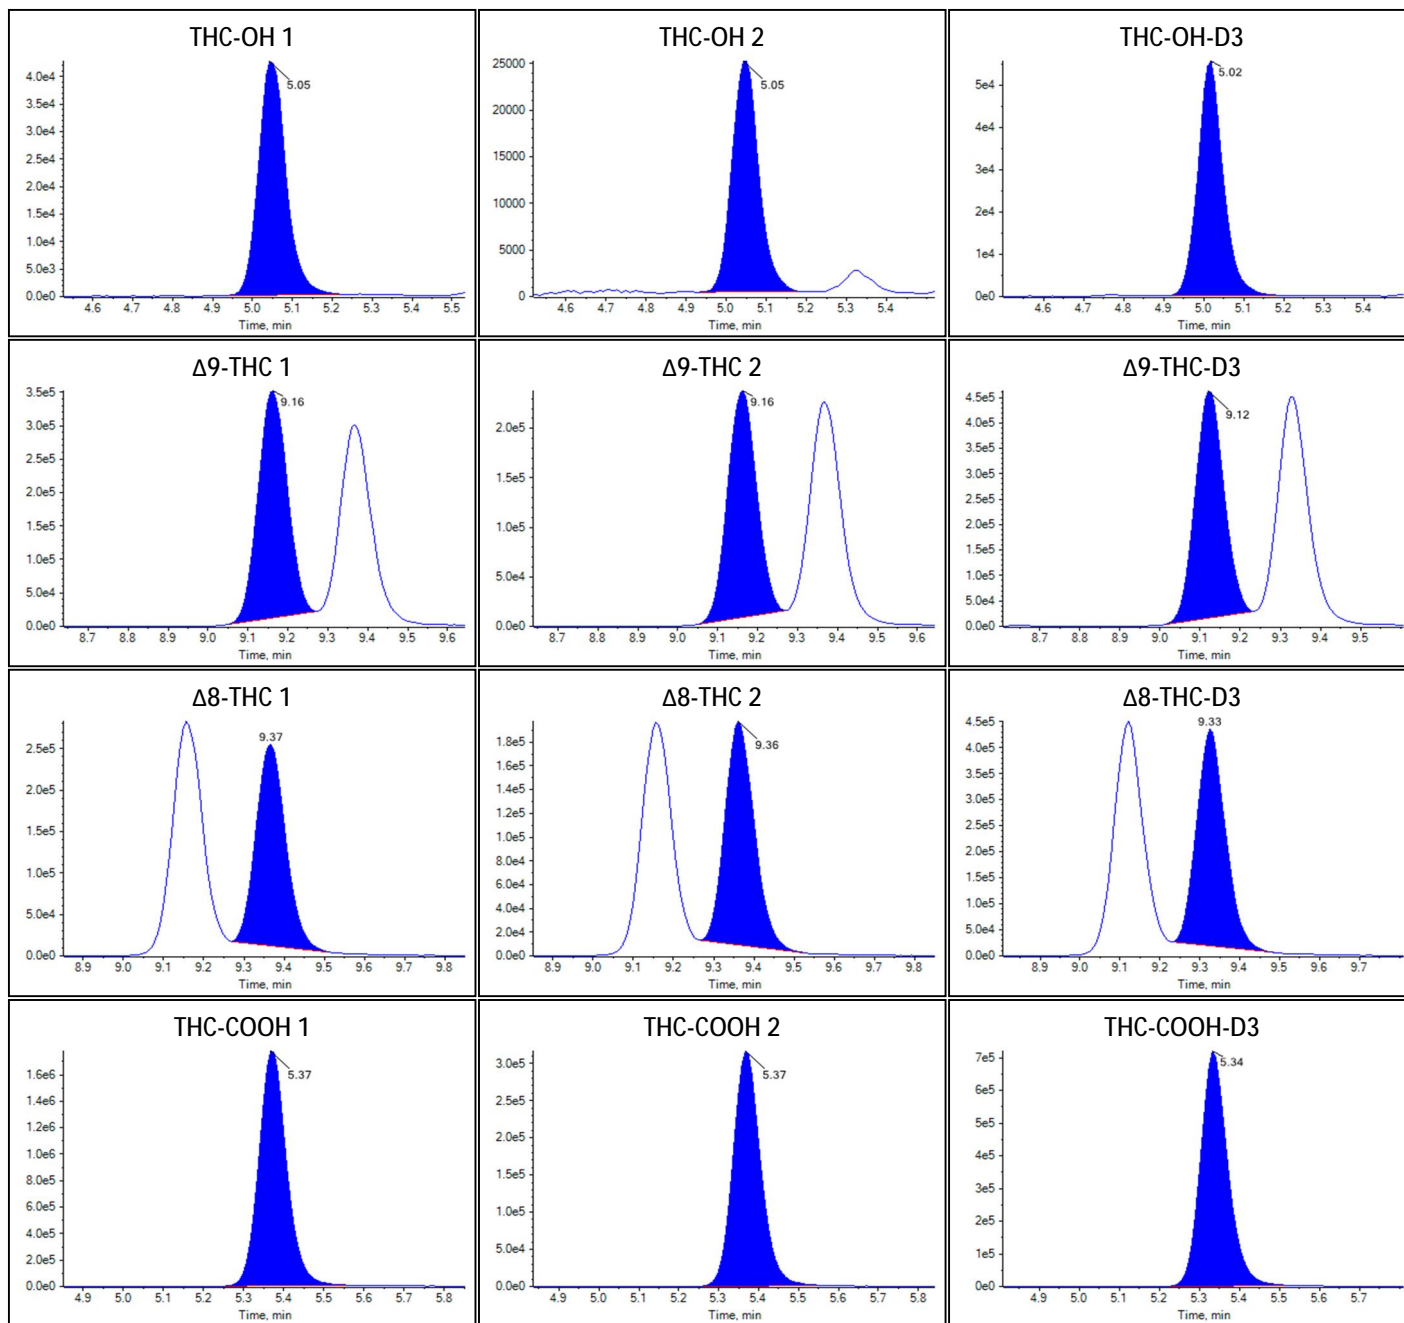 THC-OH 1
4.0e4
3.5e4
3.0e4
2.5e4
2.0e4
1.5e4
1.0e4
5.0e3
0.0e0
5.05
4.6 4.7 4.8 4.9 5.0 5.1 5.2 5.3 5.4 5.5
Time, min
THC-OH 2
25000
20000
15000
10000
5000
0
5.05
4.6 4.7 4.8 4.9 5.0 5.1 5.2 5.3 5.4
Time, min
THC-OH-D3
5e4
4e4
3e4
2e4
1e4
0e0
5.02
4.6 4.7 4.8 4.9 5.0 5.1 5.2 5.3 5.4
Time, min
Δ9-THC 1
3.5e5
3.0e5
2.5e5
2.0e5
1.5e5
1.0e5
5.0e4
0.0e0
9.16
8.7 8.8 8.9 9.0 9.1 9.2 9.3 9.4 9.5 9.6
Time, min
Δ9-THC 2
2.0e5
1.5e5
1.0e5
5.0e4
0.0e0
9.16
8.7 8.8 8.9 9.0 9.1 9.2 9.3 9.4 9.5 9.6
Time, min
Δ9-THC-D3
4.5e5
4.0e5
3.5e5
3.0e5
2.5e5
2.0e5
1.5e5
1.0e5
5.0e4
0.0e0
9.12
8.7 8.8 8.9 9.0 9.1 9.2 9.3 9.4 9.5
Time, min
Δ8-THC 1
2.5e5
2.0e5
1.5e5
1.0e5
5.0e4
0.0e0
9.37
8.9 9.0 9.1 9.2 9.3 9.4 9.5 9.6 9.7 9.8
Time, min
Δ8-THC 2
1.8e5
1.6e5
1.4e5
1.2e5
1.0e5
8.0e4
6.0e4
4.0e4
2.0e4
0.0e0
9.36
8.9 9.0 9.1 9.2 9.3 9.4 9.5 9.6 9.7 9.8
Time, min
Δ8-THC-D3
4.5e5
4.0e5
3.5e5
3.0e5
2.5e5
2.0e5
1.5e5
1.0e5
5.0e4
0.0e0
9.33
8.9 9.0 9.1 9.2 9.3 9.4 9.5 9.6 9.7
Time, min
THC-COOH 1
1.6e6
1.4e6
1.2e6
1.0e6
8.0e5
6.0e5
4.0e5
2.0e5
0.0e0
5.37
4.9 5.0 5.1 5.2 5.3 5.4 5.5 5.6 5.7 5.8
Time, min
THC-COOH 2
3.0e5
2.5e5
2.0e5
1.5e5
1.0e5
5.0e4
0.0e0
5.37
4.9 5.0 5.1 5.2 5.3 5.4 5.5 5.6 5.7 5.8
Time, min
THC-COOH-D3
7e5
6e5
5e5
4e5
3e5
2e5
1e5
0e0
5.34
4.9 5.0 5.1 5.2 5.3 5.4 5.5 5.6 5.7
Time, min